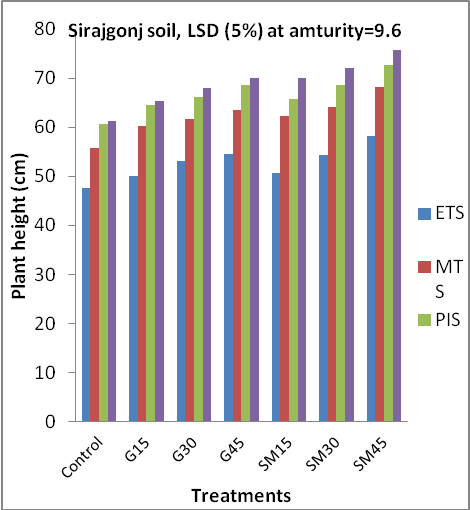 Sirajgonj soil, LSD (5%) at amturity=9.6
80
70
60
50
40
30
20
10
0
Plant height (cm)
Control
G15
G30
G45
SM15
SM30
SM45
Treatments
ETS
MT
S
PIS